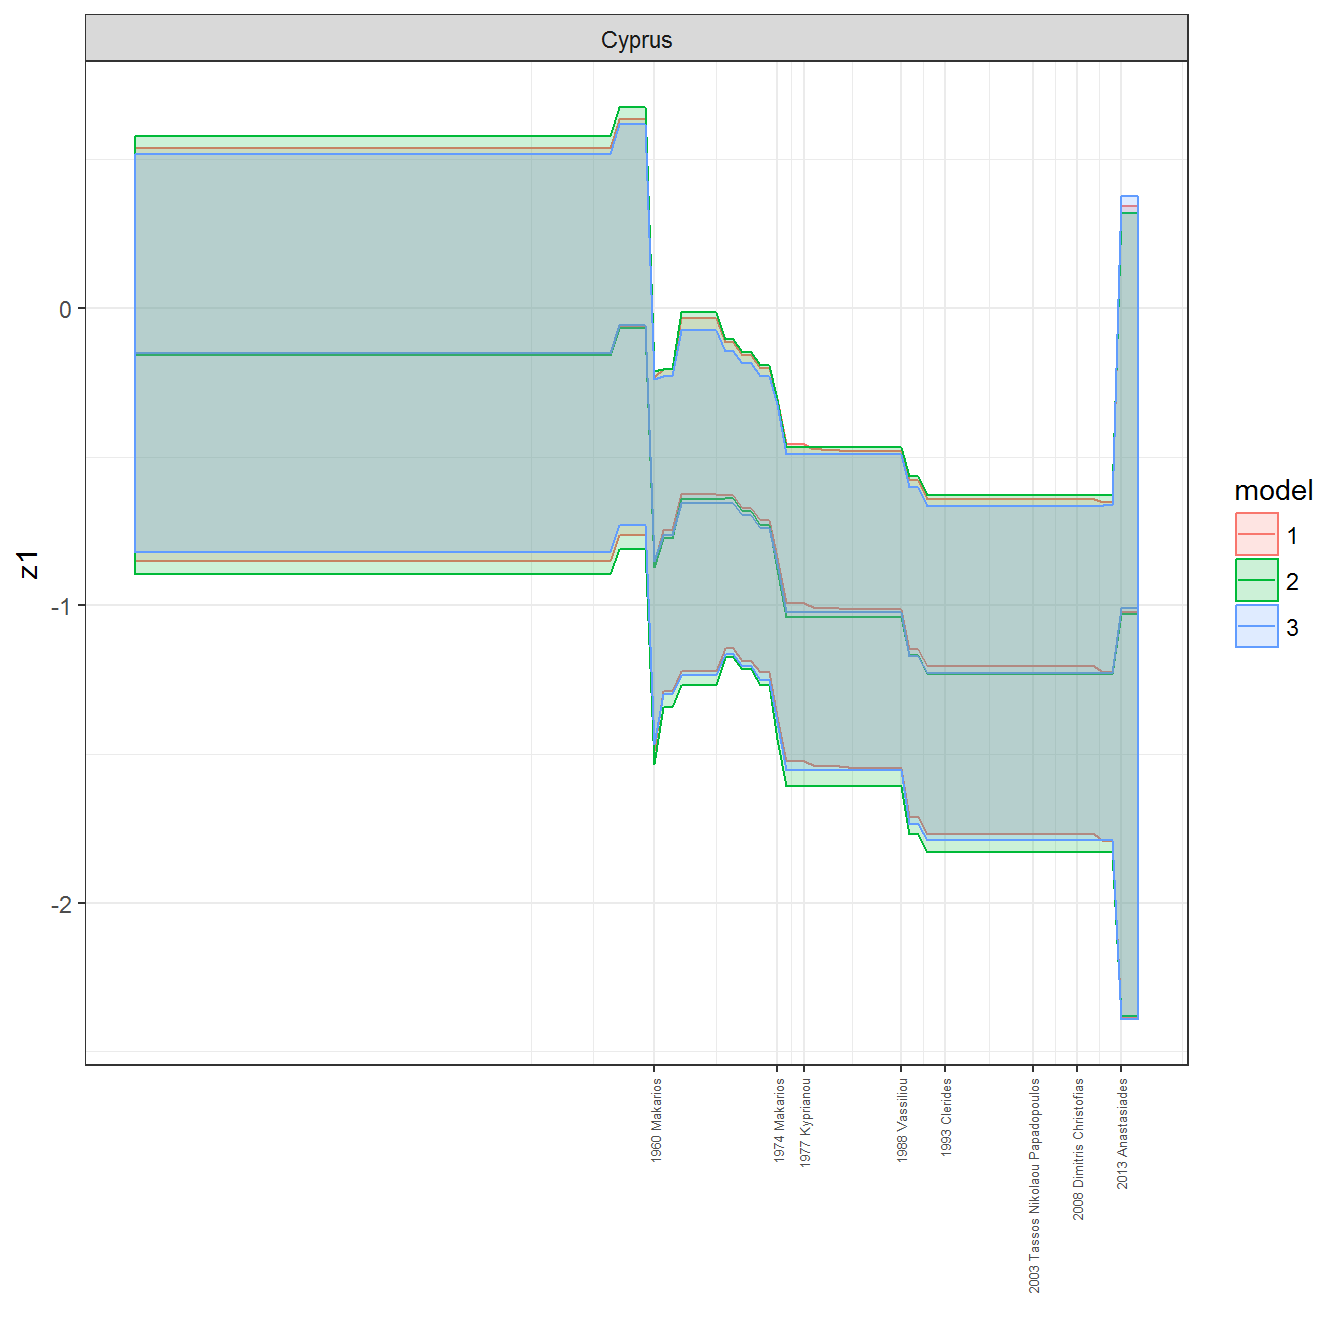 Cyprus
z1
0
-1
-2
1960 Makarios
1974 Makarios
1977 Kyprianou
1988 Vassiliou
1993 Clerides
2003 Tassos Nikolaou Papadopoulos
2008 Dimitris Christofias
2013 Anastasiades
model
1
2
3